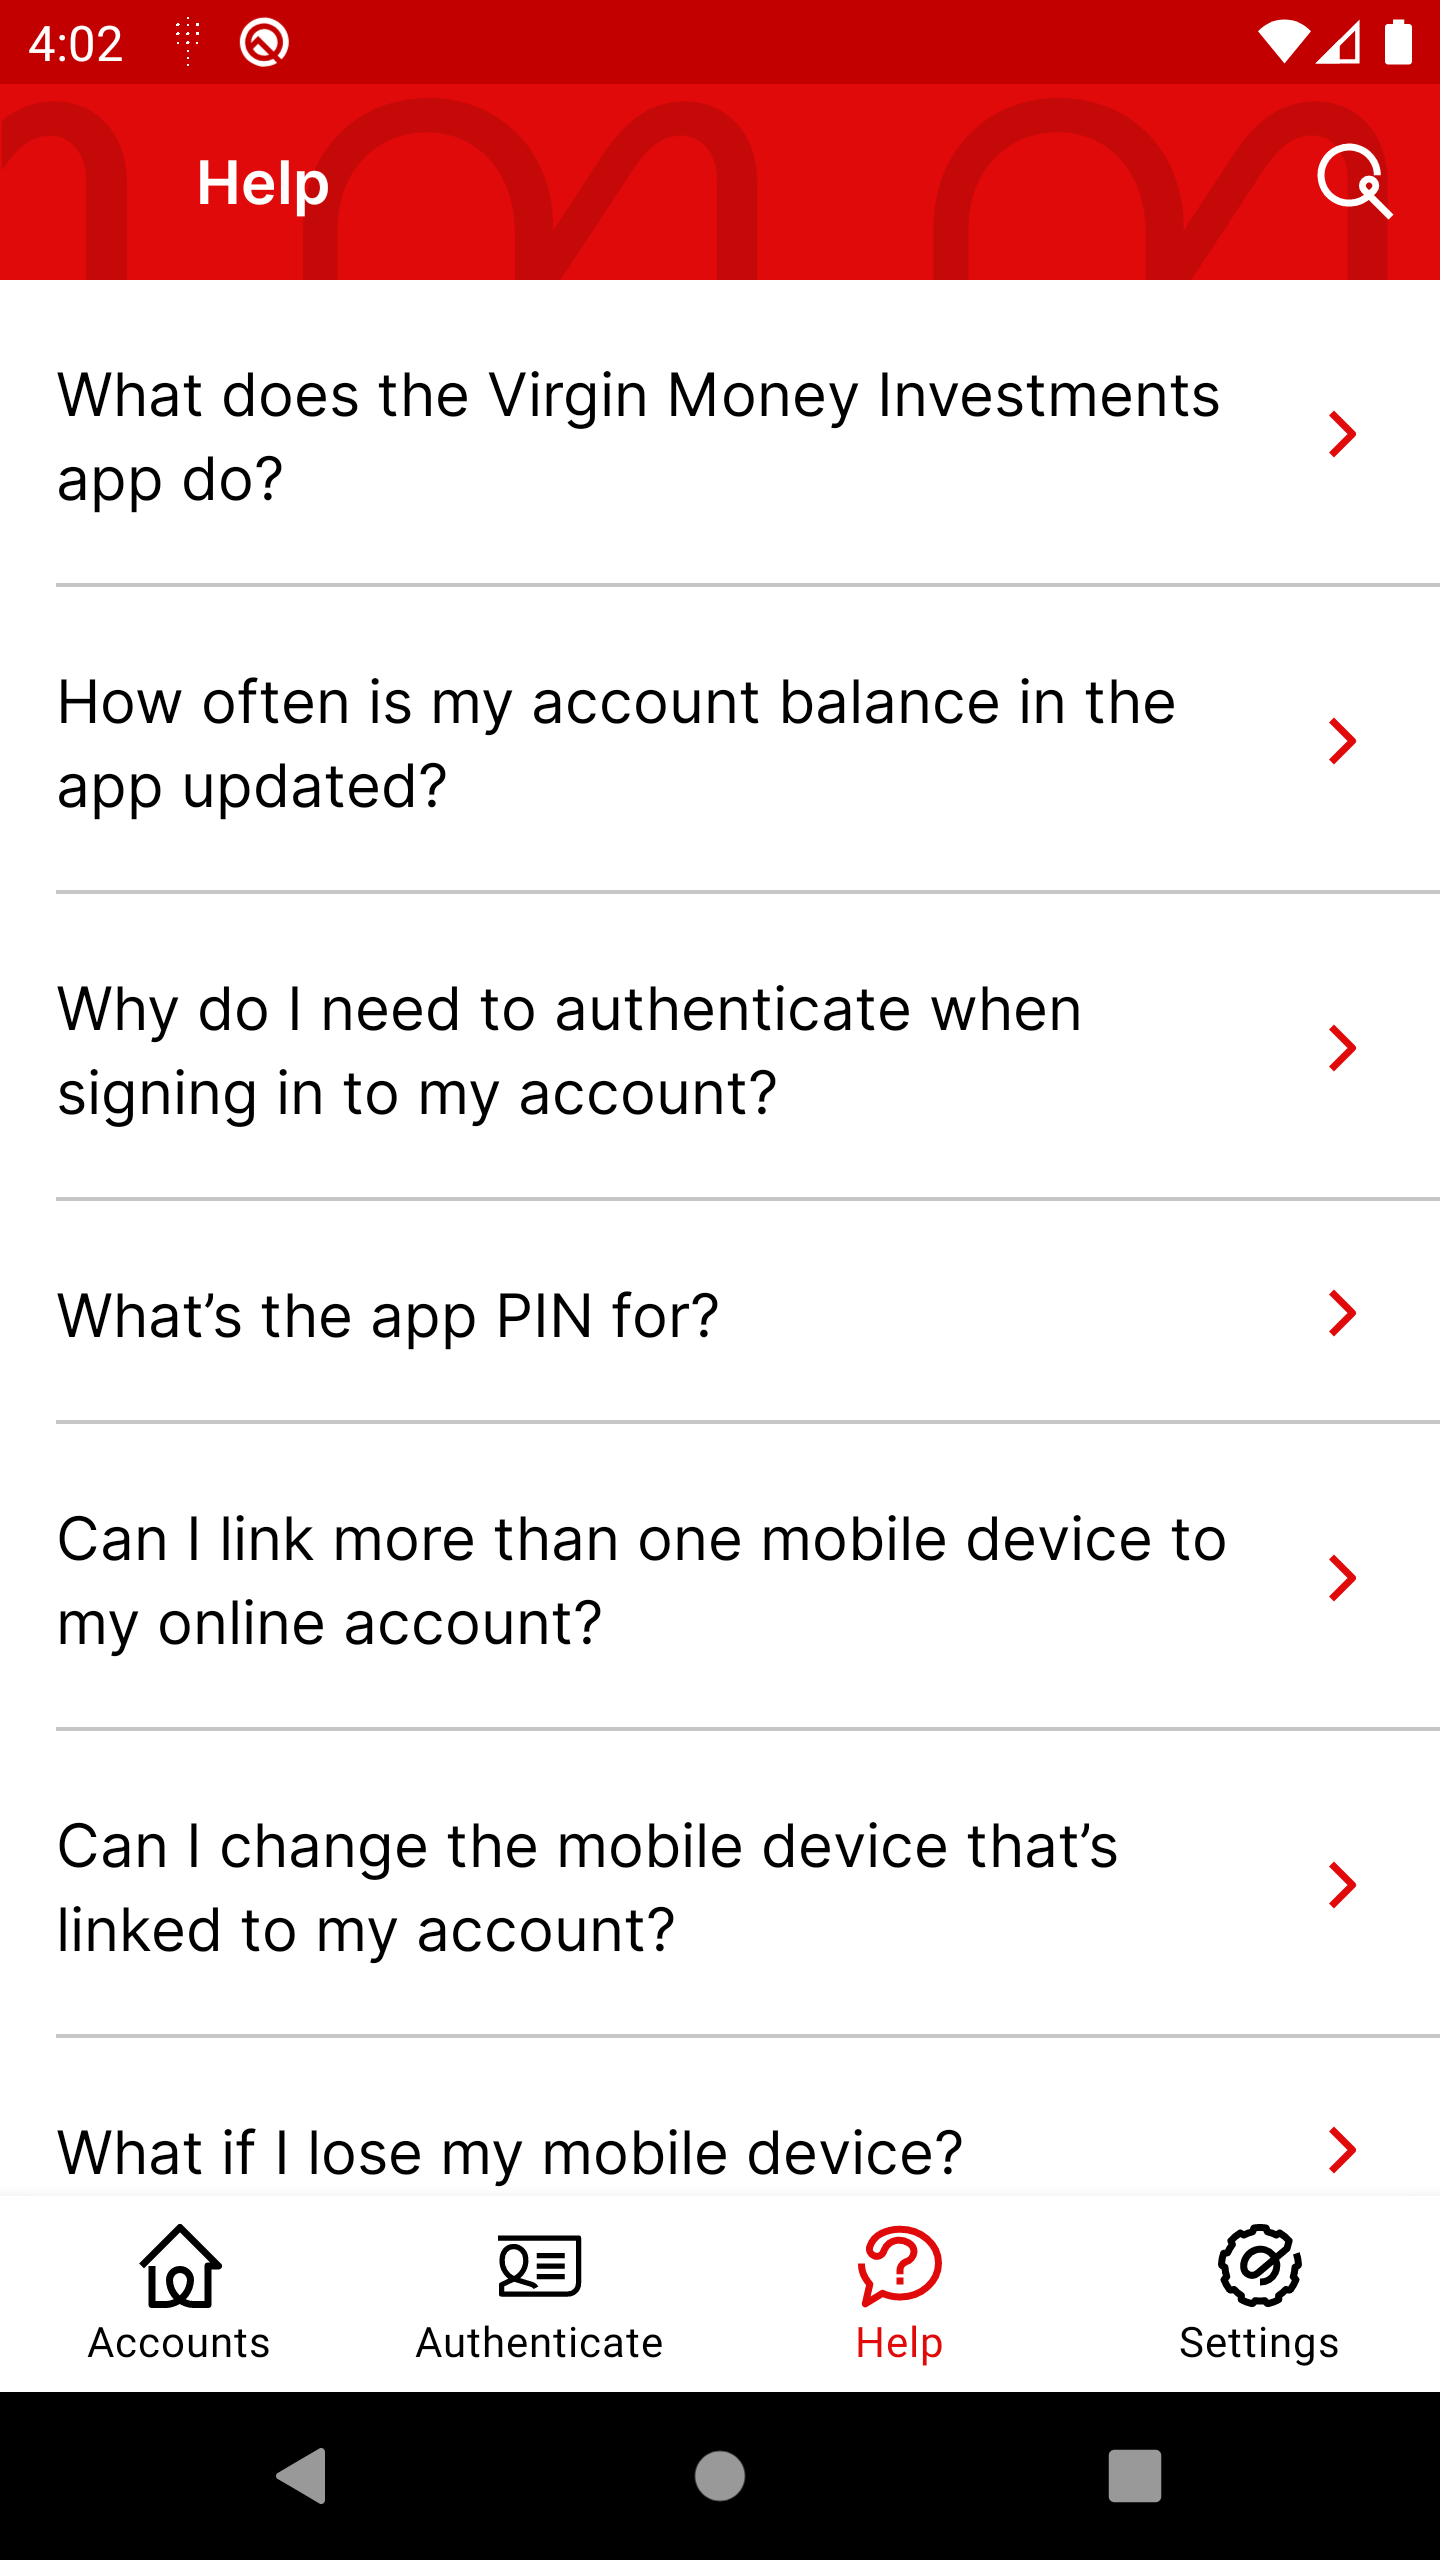 4:02
Help
What does the Virgin Money Investments
app do?
How often is my account balance in the
app updated?
Why do I need to authenticate when
signing in to my account?
What’s the app PIN for?
Can I link more than one mobile device to
my online account?
Can I change the mobile device that’s
linked to my account?
What if I lose my mobile device?
Accounts
Authenticate
Help
Settings